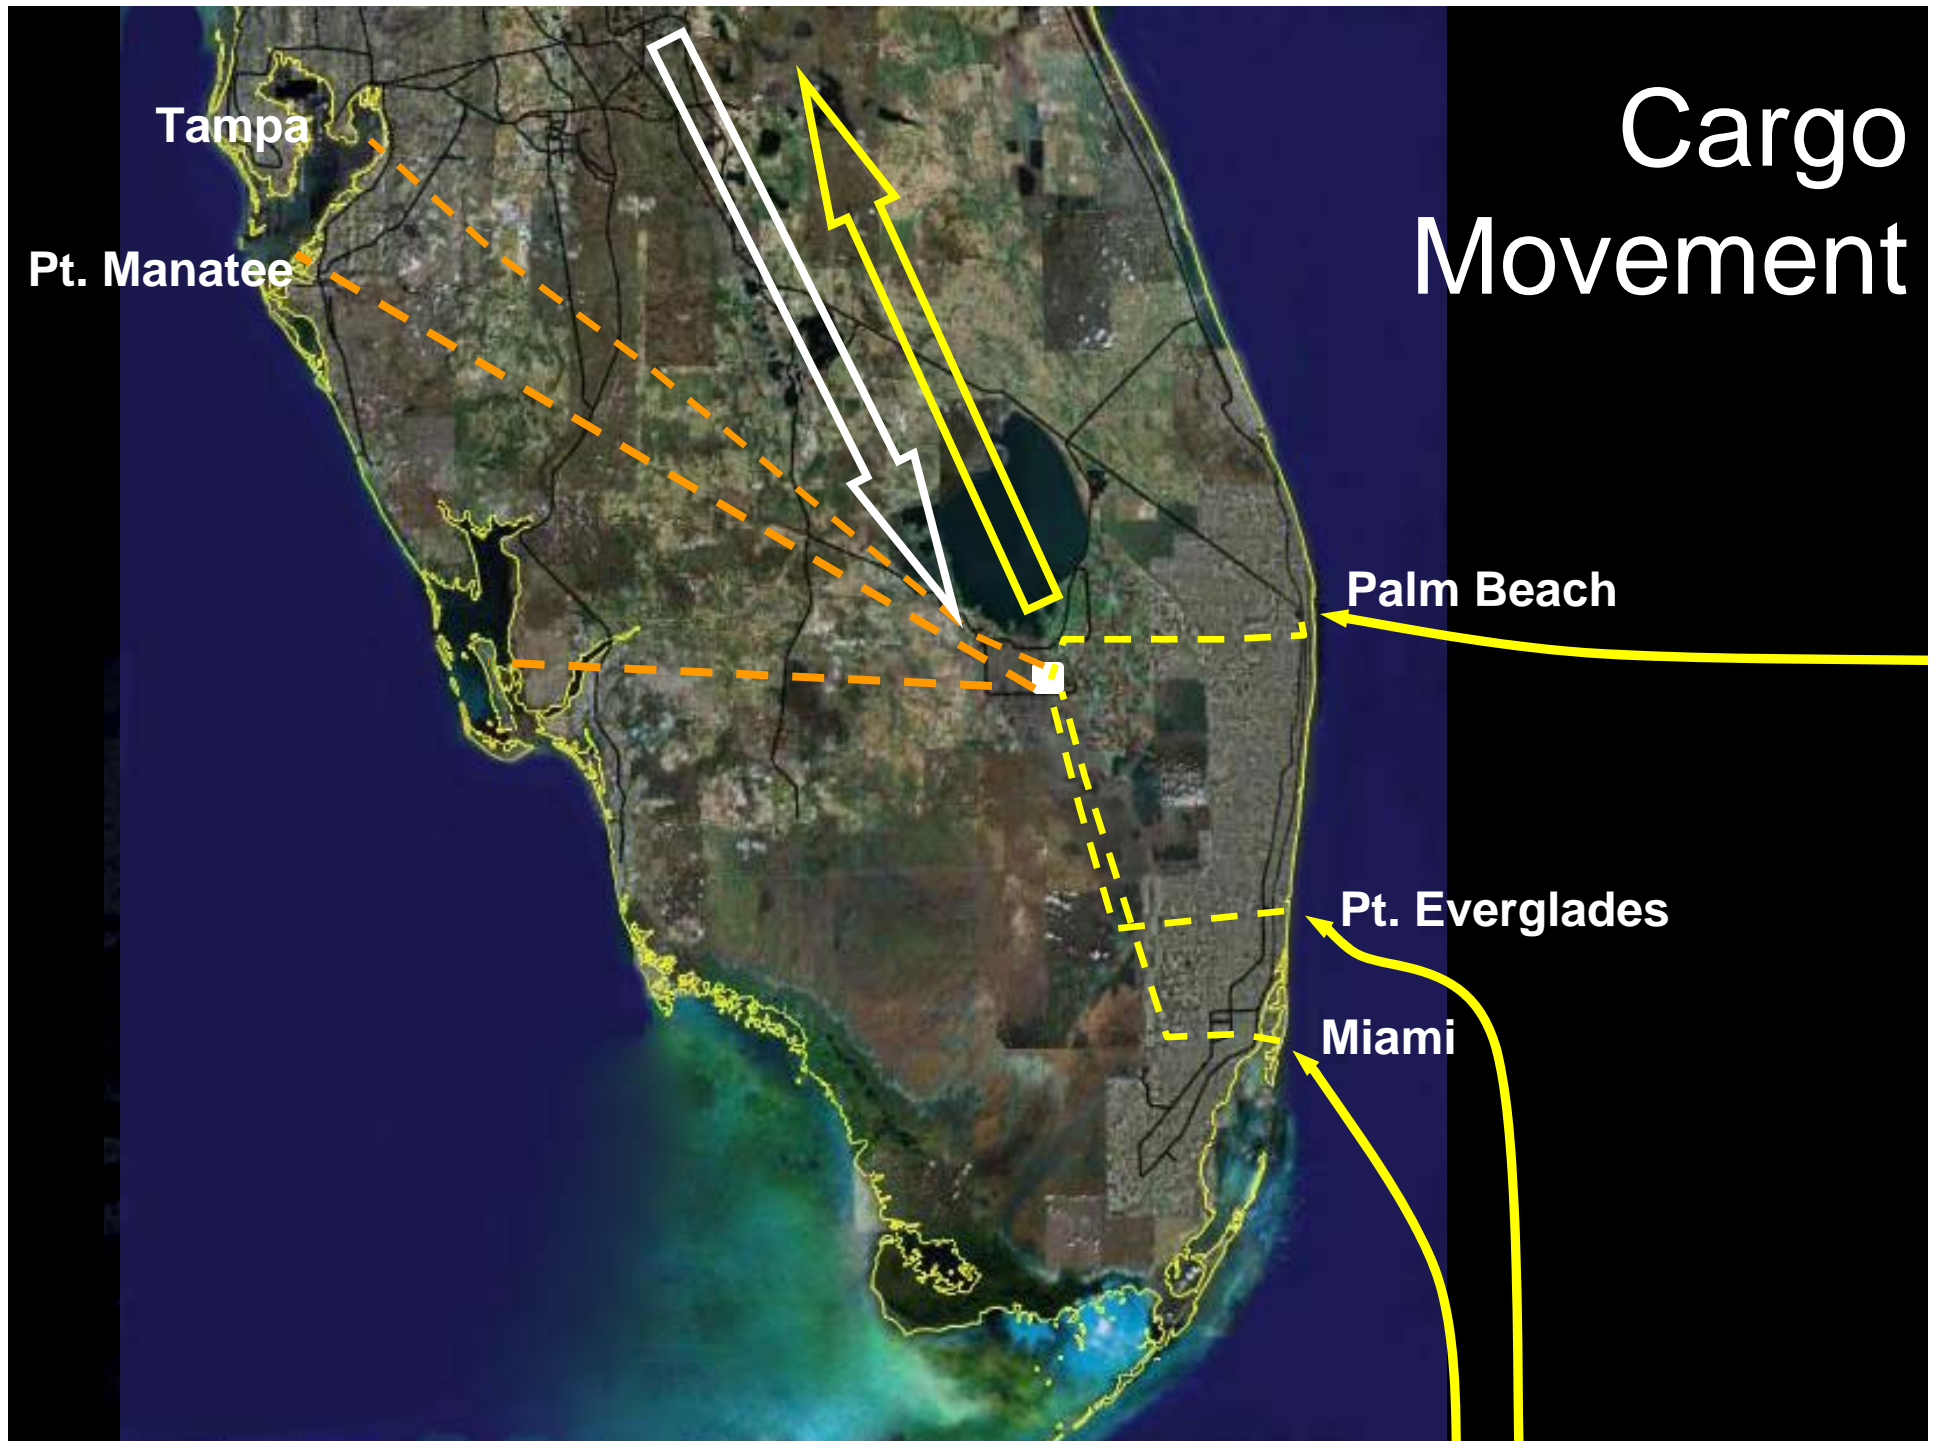 Cargo
Movement
Tampa
Pt. Manatee
Palm Beach
Pt. Everglades
Miami